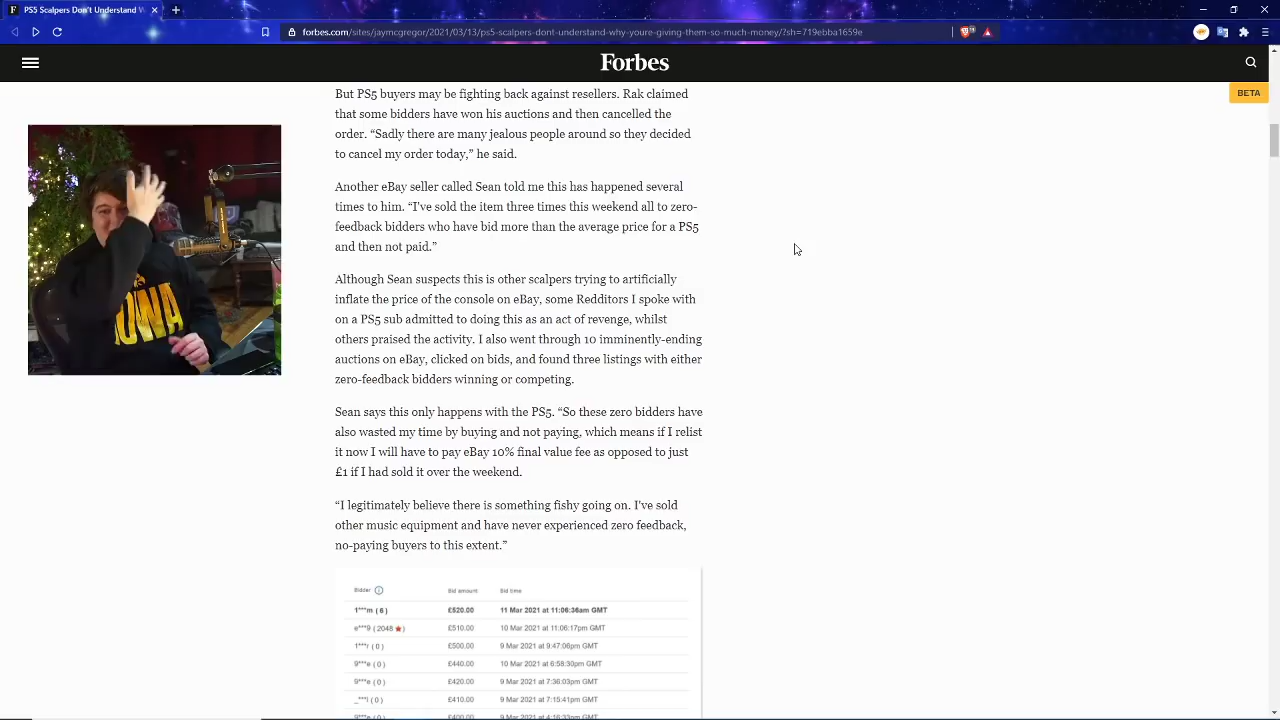 PS5 Scalpers Don't Understand W
forbes.com/sites/jaymcgregor/2021/03/13/ps5-scalpers-dont-understand-why-youre-giving-them-so-much-money/?sh=719ebba1659e
Forbes
BETA
But PS5 buyers may be fighting back against resellers. Rak claimed
that some bidders have won his auctions and then cancelled the
order. “Sadly there are many jealous people around so they decided
to cancel my order today,” he said.
Another eBay seller called Sean told me this has happened several
times to him. “I've sold the item three times this weekend all to zero-
feedback bidders who have bid more than the average price for a PS5
and then not paid.”
Although Sean suspects this is other scalpers trying to artificially
inflate the price of the console on eBay, some Redditors I spoke with
on a PS5 sub admitted to doing this as an act of revenge, whilst
others praised the activity. I also went through 10 imminently-ending
auctions on eBay, clicked on bids, and found three listings with either
zero-feedback bidders winning or competing.
Sean says this only happens with the PS5. “So these zero bidders have
also wasted my time by buying and not paying, which means if I relist
it now I will have to pay eBay 10% final value fee as opposed to just
£1 if I had sold it over the weekend.
“I legitimately believe there is something fishy going on. I've sold
other music equipment and have never experienced zero feedback,
no-paying buyers to this extent.”
Bidder Bid amount Bid time
1***m ( 6 ) £520.00 11 Mar 2021 at 11:06:36am GMT
e***9 ( 2048 ) £510.00 10 Mar 2021 at 11:06:17pm GMT
1***r ( 0 ) £500.00 9 Mar 2021 at 9:47:06pm GMT
9***e ( 0 ) £440.00 10 Mar 2021 at 6:58:30pm GMT
9***e ( 0 ) £420.00 9 Mar 2021 at 7:36:03pm GMT
_***l ( 0 ) £410.00 9 Mar 2021 at 7:15:41pm GMT
9***e ( 0 ) £400.00 9 Mar 2021 at 4:16:33pm GMT